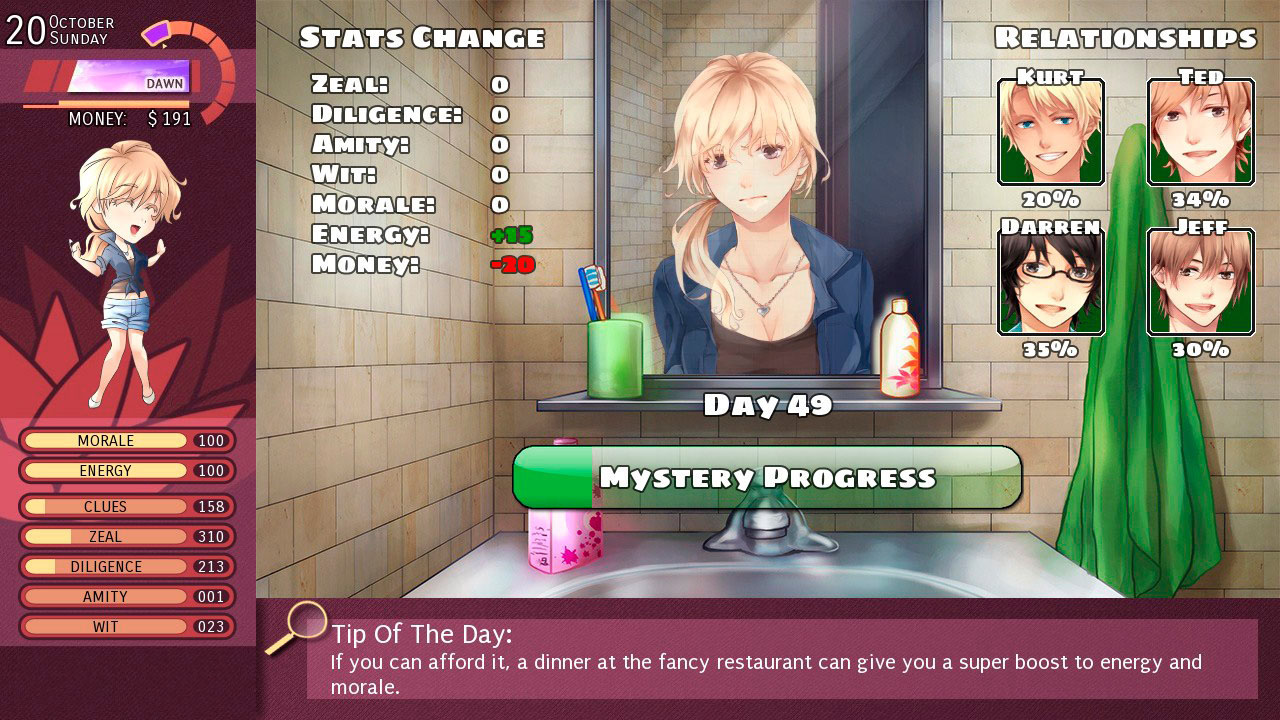 20 October
Sunday
DAWN
MONEY: $ 191
MORALE 100
ENERGY 100
CLUES 158
ZEAL 310
DILIGENCE 213
AMITY 001
WIT 023
Stats Change
Zeal: 0
Diligence: 0
Amity: 0
Wit: 0
Morale: 0
Energy: +15
Money: -20
Relationships
Kurt Ted
20% 34%
Darren Jeff
35% 30%
Day 49
Mystery Progress
Tip Of The Day:
If you can afford it, a dinner at the fancy restaurant can give you a super boost to energy and
morale.